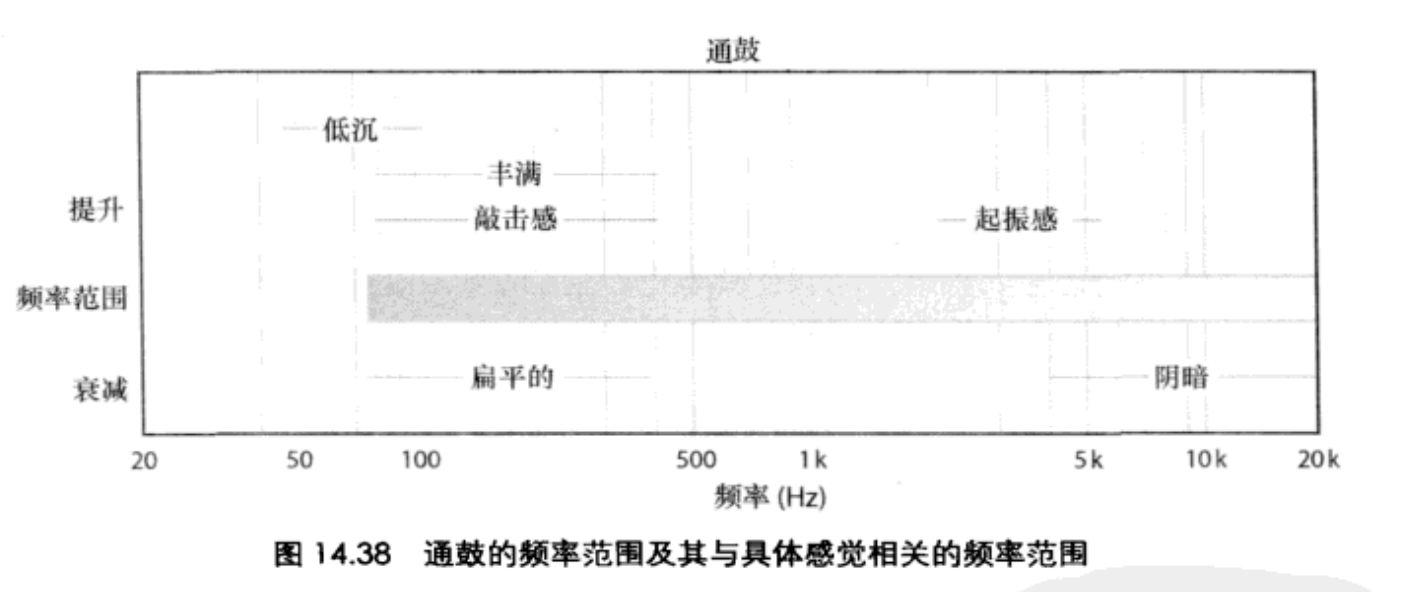 通鼓
低沉
丰满
提升 敲击感 起振感
频率范围
衰减 扁平的 阴暗
20 50 100 500 1k 5k 10k 20k
频率 (Hz)
图 14.38 通鼓的频率范围及其与具体感觉相关的频率范围